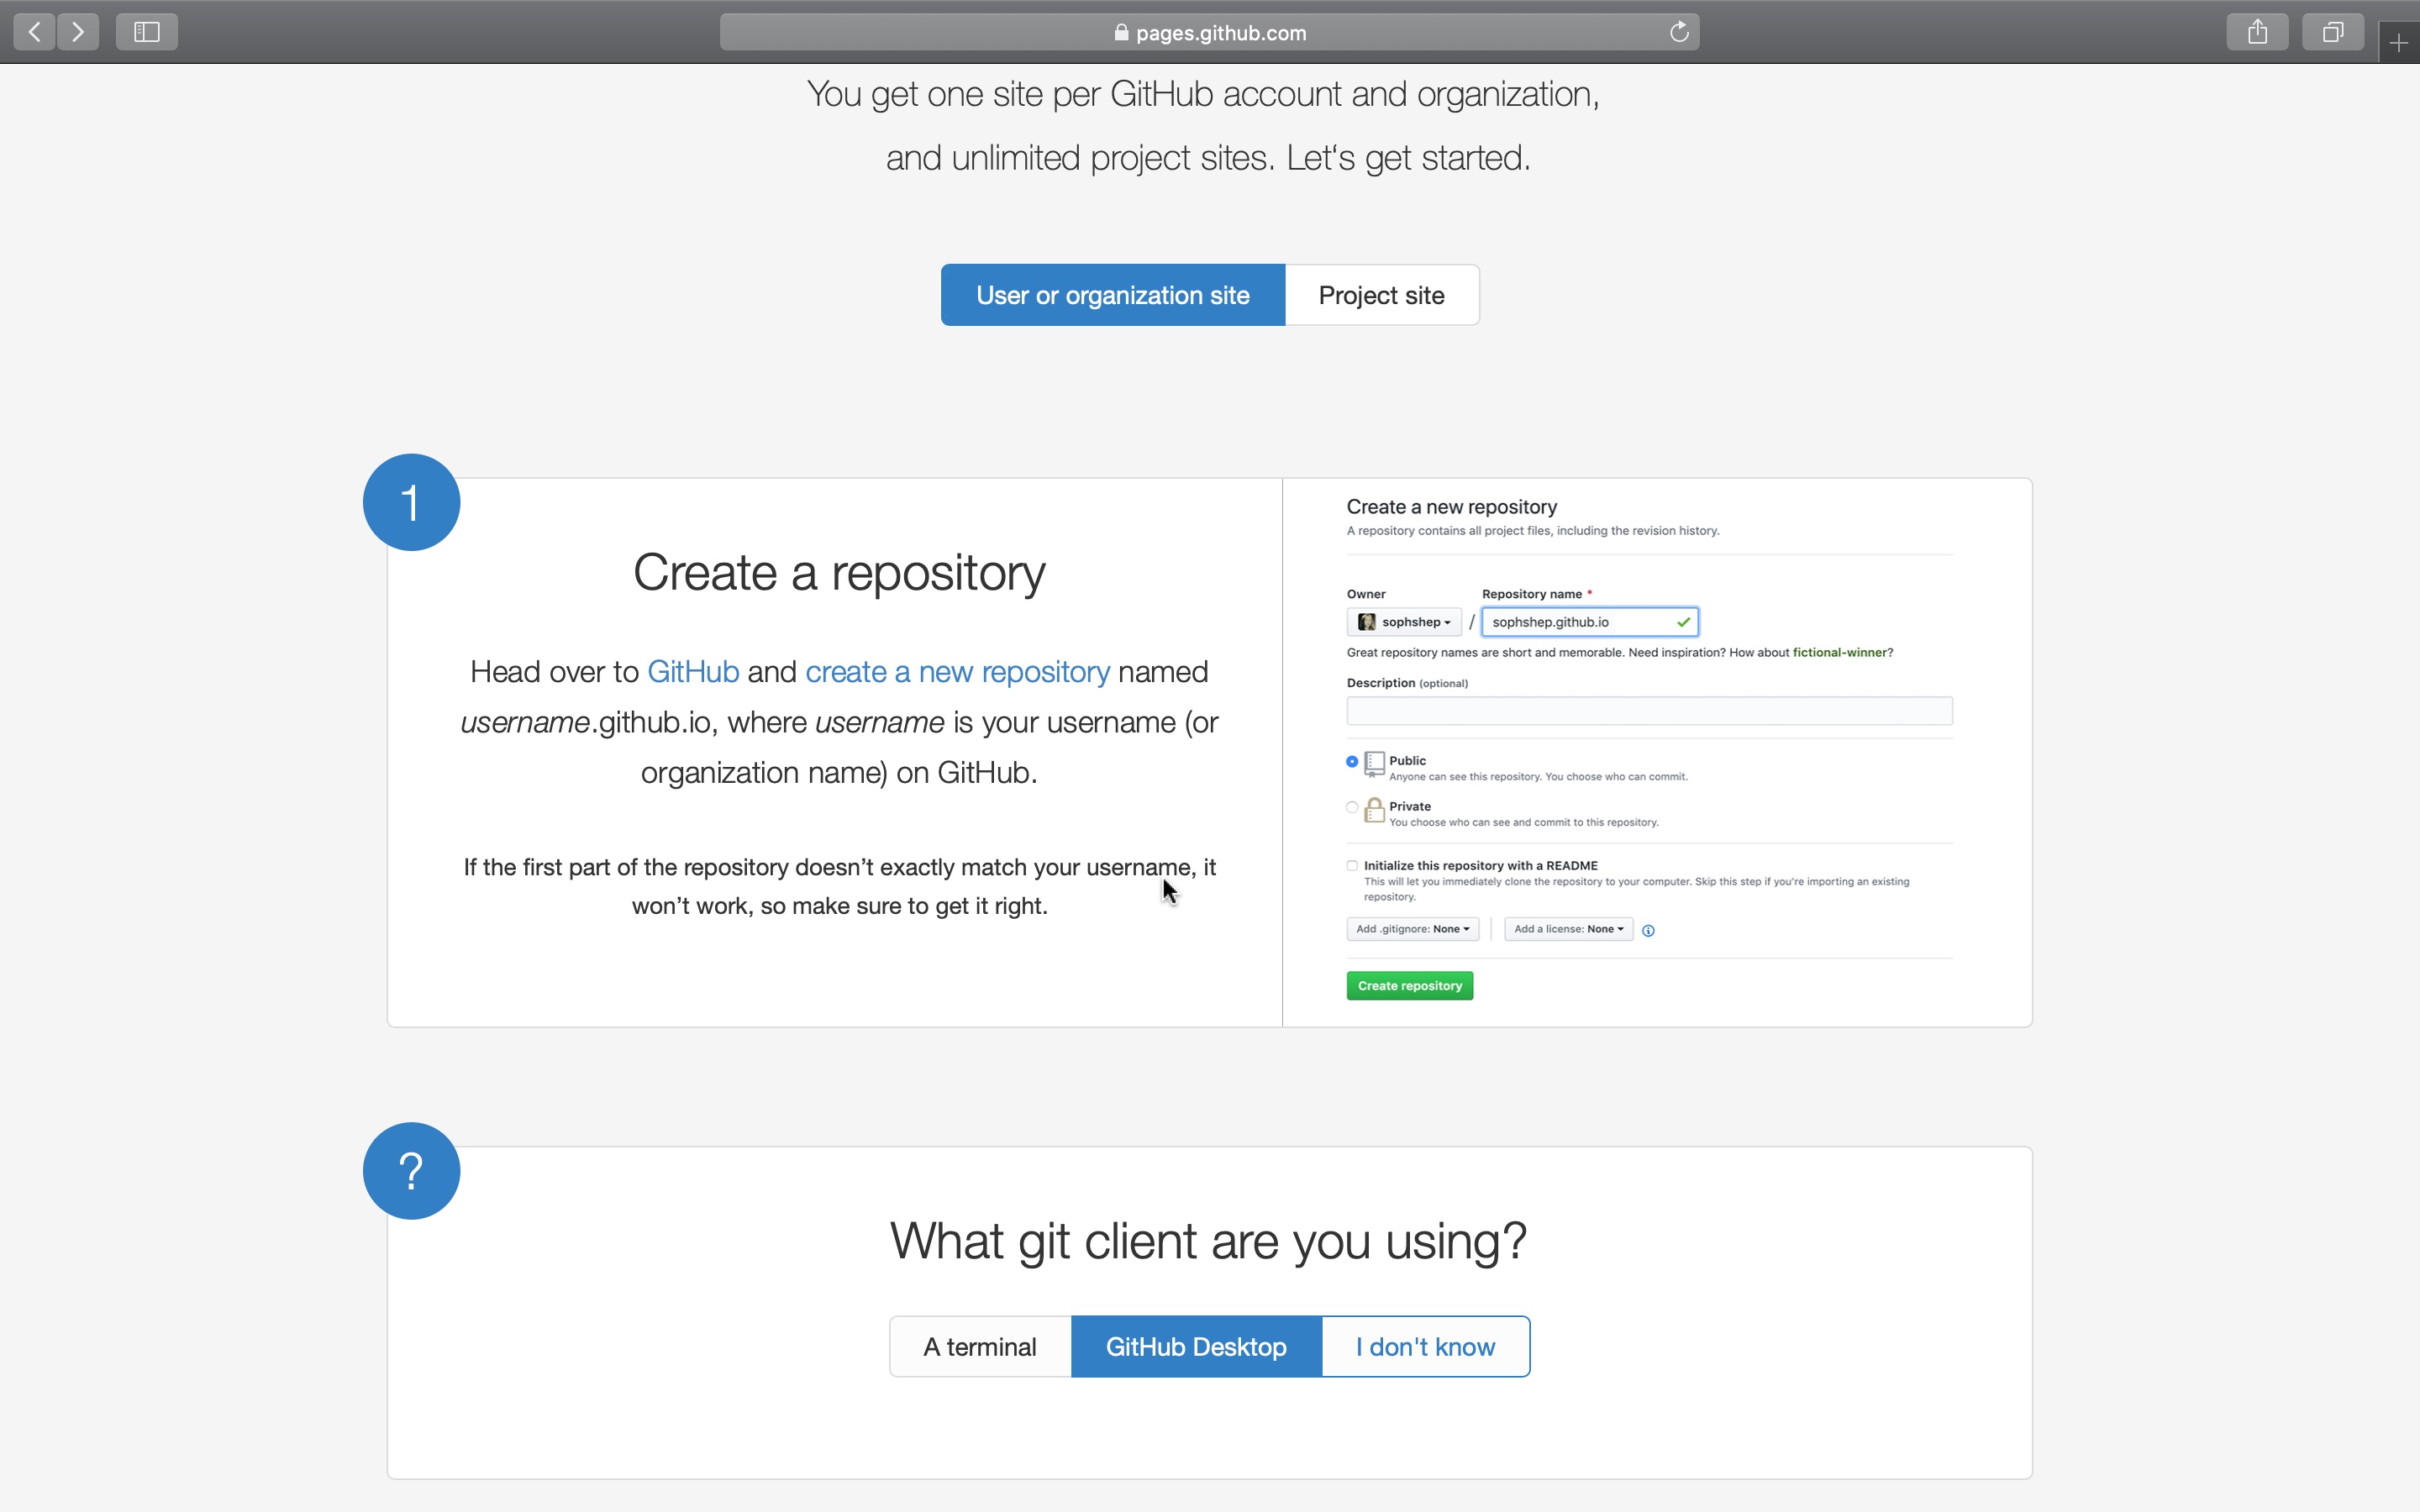 pages.github.com
You get one site per GitHub account and organization,
and unlimited project sites. Let‘s get started.
User or organization site
Project site
1
Create a repository
Head over to GitHub and create a new repository named
username.github.io, where username is your username (or
organization name) on GitHub.
If the first part of the repository doesn’t exactly match your username, it
won’t work, so make sure to get it right.
Create a new repository
A repository contains all project files, including the revision history.
Owner
Repository name *
sophshep / sophshep.github.io
Great repository names are short and memorable. Need inspiration? How about fictional-winner?
Description (optional)
Public
Anyone can see this repository. You choose who can commit.
Private
You choose who can see and commit to this repository.
Initialize this repository with a README
This will let you immediately clone the repository to your computer. Skip this step if you’re importing an existing
repository.
Add .gitignore: None
Add a license: None
Create repository
?
What git client are you using?
A terminal
GitHub Desktop
I don't know